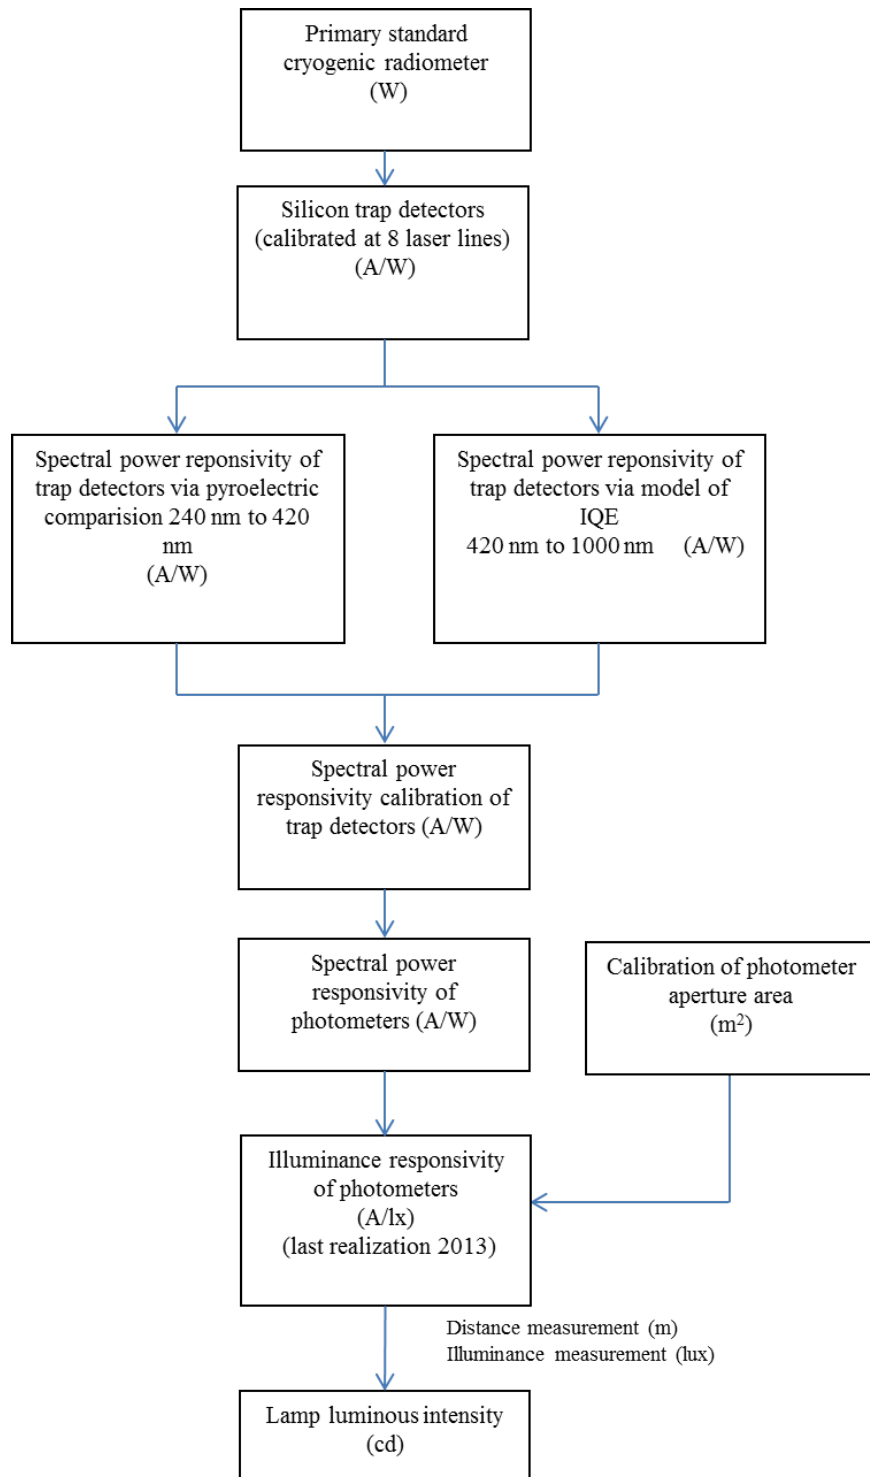 Primary standard
cryogenic radiometer
(W)
Silicon trap detectors
(calibrated at 8 laser lines)
(A/W)
Spectral power reponsivity of
trap detectors via pyroelectric
comparision 240 nm to 420
nm
(A/W)
Spectral power reponsivity of
trap detectors via model of
IQE
420 nm to 1000 nm (A/W)
Spectral power
responsivity calibration of
trap detectors (A/W)
Spectral power
responsivity of
photometers (A/W)
Calibration of photometer
aperture area
(m²)
Illuminance responsivity
of photometers
(A/lx)
(last realization 2013)
Distance measurement (m)
Illuminance measurement (lux)
Lamp luminous intensity
(cd)